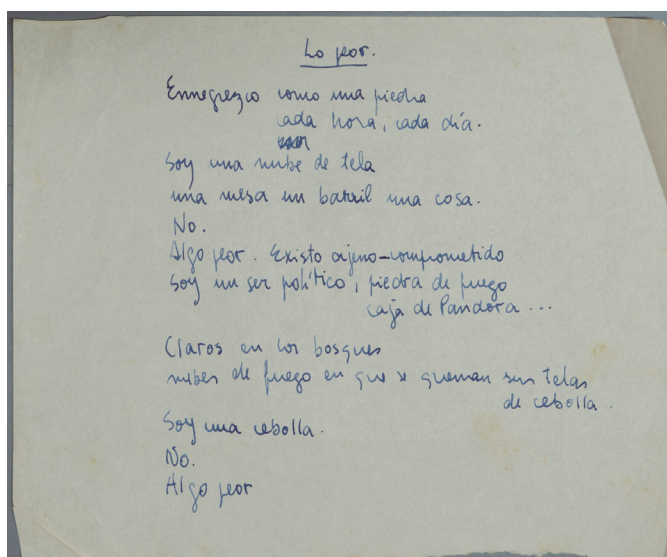 Lo peor.
Ennegrezco como una piedra
cada hora, cada día.
Soy una nube de tela
una mesa un barril una cosa.
No.
Algo peor. Existo ajeno-comprometido
Soy un ser político, piedra de fuego
caja de Pandora ...
Claros en los bosques
nubes de fuego en que se queman sus telas
de cebolla.
Soy una cebolla.
No.
Algo peor